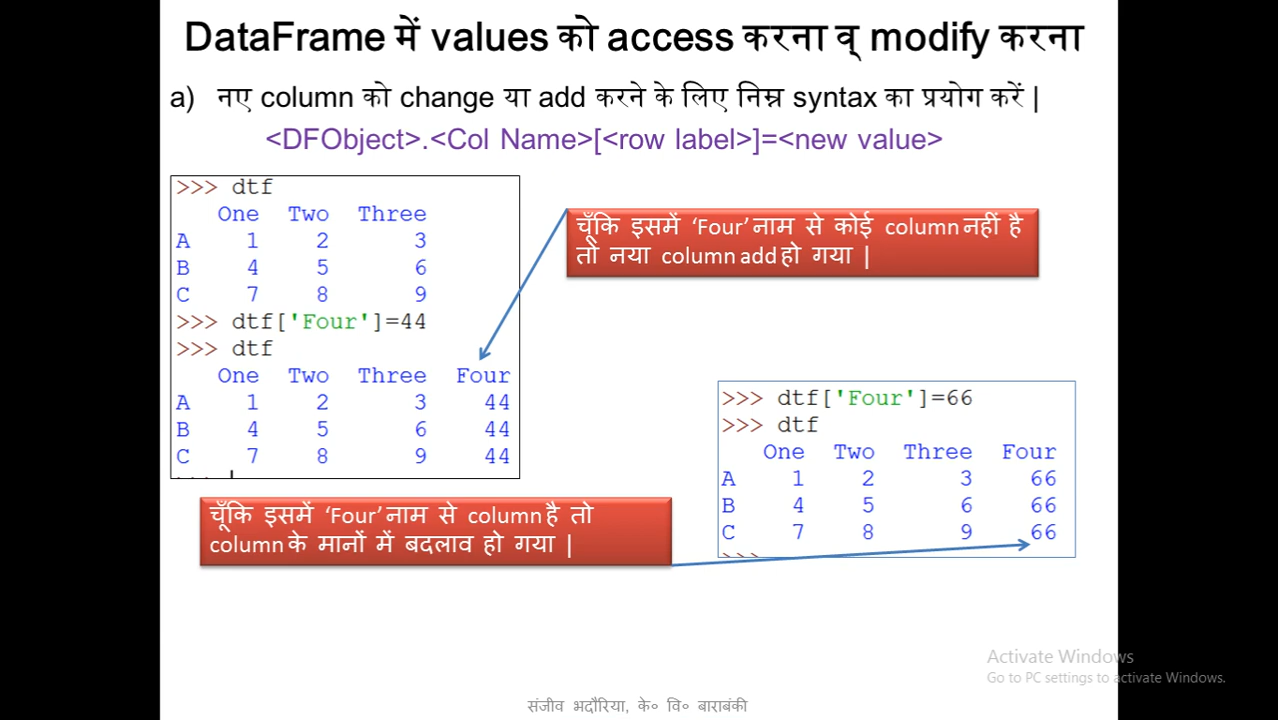 DataFrame में values को access करना व् modify करना
a) नए column को change या add करने के लिए निम्न syntax का प्रयोग करें |
<DFObject>.<Col Name>[<row label>]=<new value>
>>> dtf
One Two Three
A 1 2 3
B 4 5 6
C 7 8 9
>>> dtf['Four']=44
>>> dtf
One Two Three Four
A 1 2 3 44
B 4 5 6 44
C 7 8 9 44
चूँकि इसमें ‘Four’ नाम से कोई column नहीं है
तो नया column add हो गया |
>>> dtf['Four']=66
>>> dtf
One Two Three Four
A 1 2 3 66
B 4 5 6 66
C 7 8 9 66
चूँकि इसमें ‘Four’ नाम से column है तो
column के मानों में बदलाव हो गया |
Activate Windows
Go to PC settings to activate Windows.
संजीव भदौरिया, के० वि० बाराबंकी